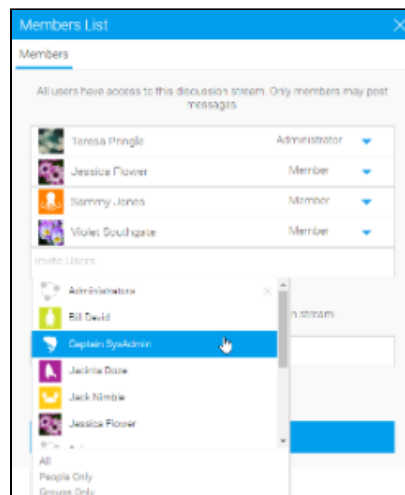 Members List
Members
All users have access to this discussion stream. Only members may post
messages.
Teresa Pringle Administrator
Jessica Flower Member
Sammy Jones Member
Violet Southgate Member
Invite Users
Administrators
Bill David
n stream.
Captain SysAdmin
Jacinta Doze
Jack Nimble
Jessica Flower
All
People Only
Groups Only